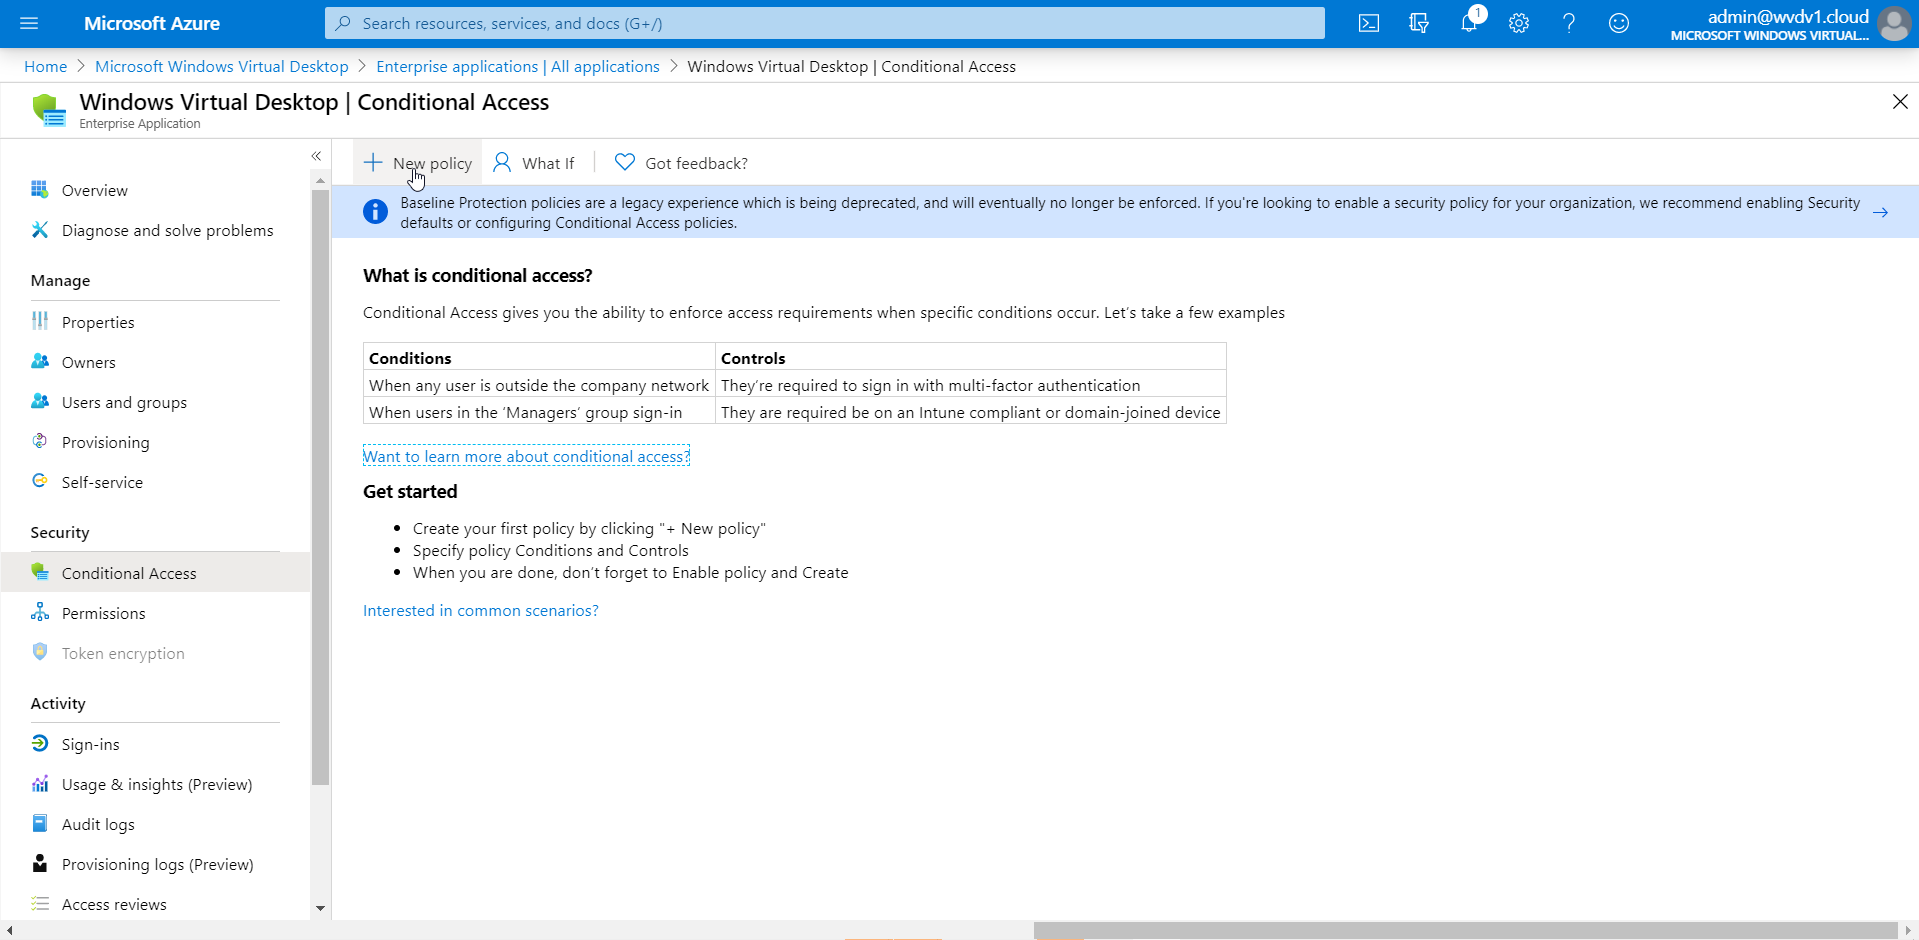 Microsoft Azure
Search resources, services, and docs (G+/)
1
admin@wvdv1.cloud
MICROSOFT WINDOWS VIRTUAL...
Home > Microsoft Windows Virtual Desktop > Enterprise applications | All applications > Windows Virtual Desktop | Conditional Access
Windows Virtual Desktop | Conditional Access
Enterprise Application
Overview
Diagnose and solve problems
Manage
Properties
Owners
Users and groups
Provisioning
Self-service
Security
Conditional Access
Permissions
Token encryption
Activity
Sign-ins
Usage & insights (Preview)
Audit logs
Provisioning logs (Preview)
Access reviews
New policy What If Got feedback?
Baseline Protection policies are a legacy experience which is being deprecated, and will eventually no longer be enforced. If you're looking to enable a security policy for your organization, we recommend enabling Security
defaults or configuring Conditional Access policies.
What is conditional access?
Conditional Access gives you the ability to enforce access requirements when specific conditions occur. Let's take a few examples
Conditions Controls
When any user is outside the company network They're required to sign in with multi-factor authentication
When users in the 'Managers' group sign-in They are required be on an Intune compliant or domain-joined device
Want to learn more about conditional access?
Get started
• Create your first policy by clicking "+ New policy"
• Specify policy Conditions and Controls
• When you are done, don't forget to Enable policy and Create
Interested in common scenarios?